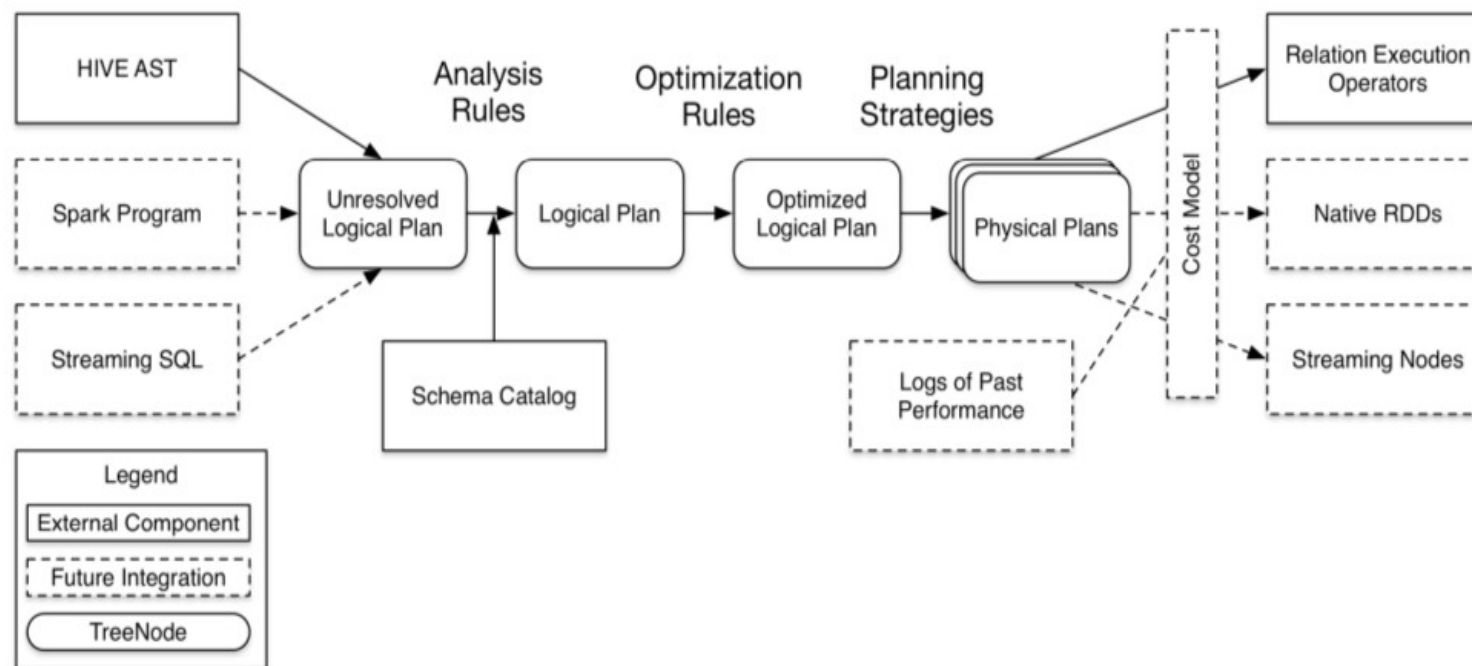 HIVE AST
Analysis
Rules
Optimization
Rules
Planning
Strategies
Relation Execution
Operators
Spark Program
Unresolved
Logical Plan
Logical Plan
Optimized
Logical Plan
Physical Plans
Cost Model
Native RDDs
Streaming SQL
Schema Catalog
Logs of Past
Performance
Streaming Nodes
Legend
External Component
Future Integration
TreeNode